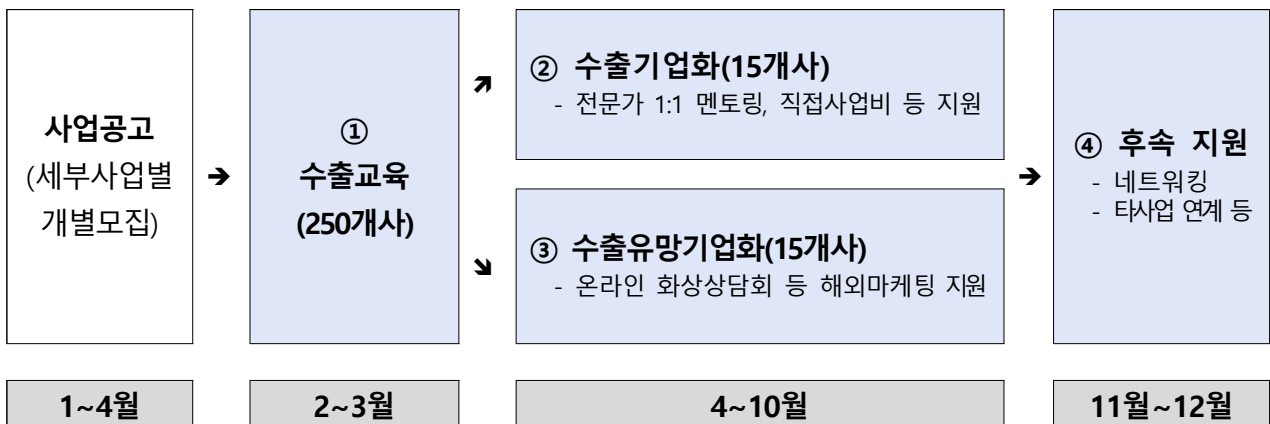 사업공고
(세부사업별
개별모집)
➔
①
수출교육
(250개사)
➔
② 수출기업화(15개사)
- 전문가 1:1 멘토링, 직접사업비 등 지원
➔
③ 수출유망기업화(15개사)
- 온라인 화상상담회 등 해외마케팅 지원
➔
④ 후속 지원
- 네트워킹
- 타사업 연계 등
1~4월
2~3월
4~10월
11월~12월